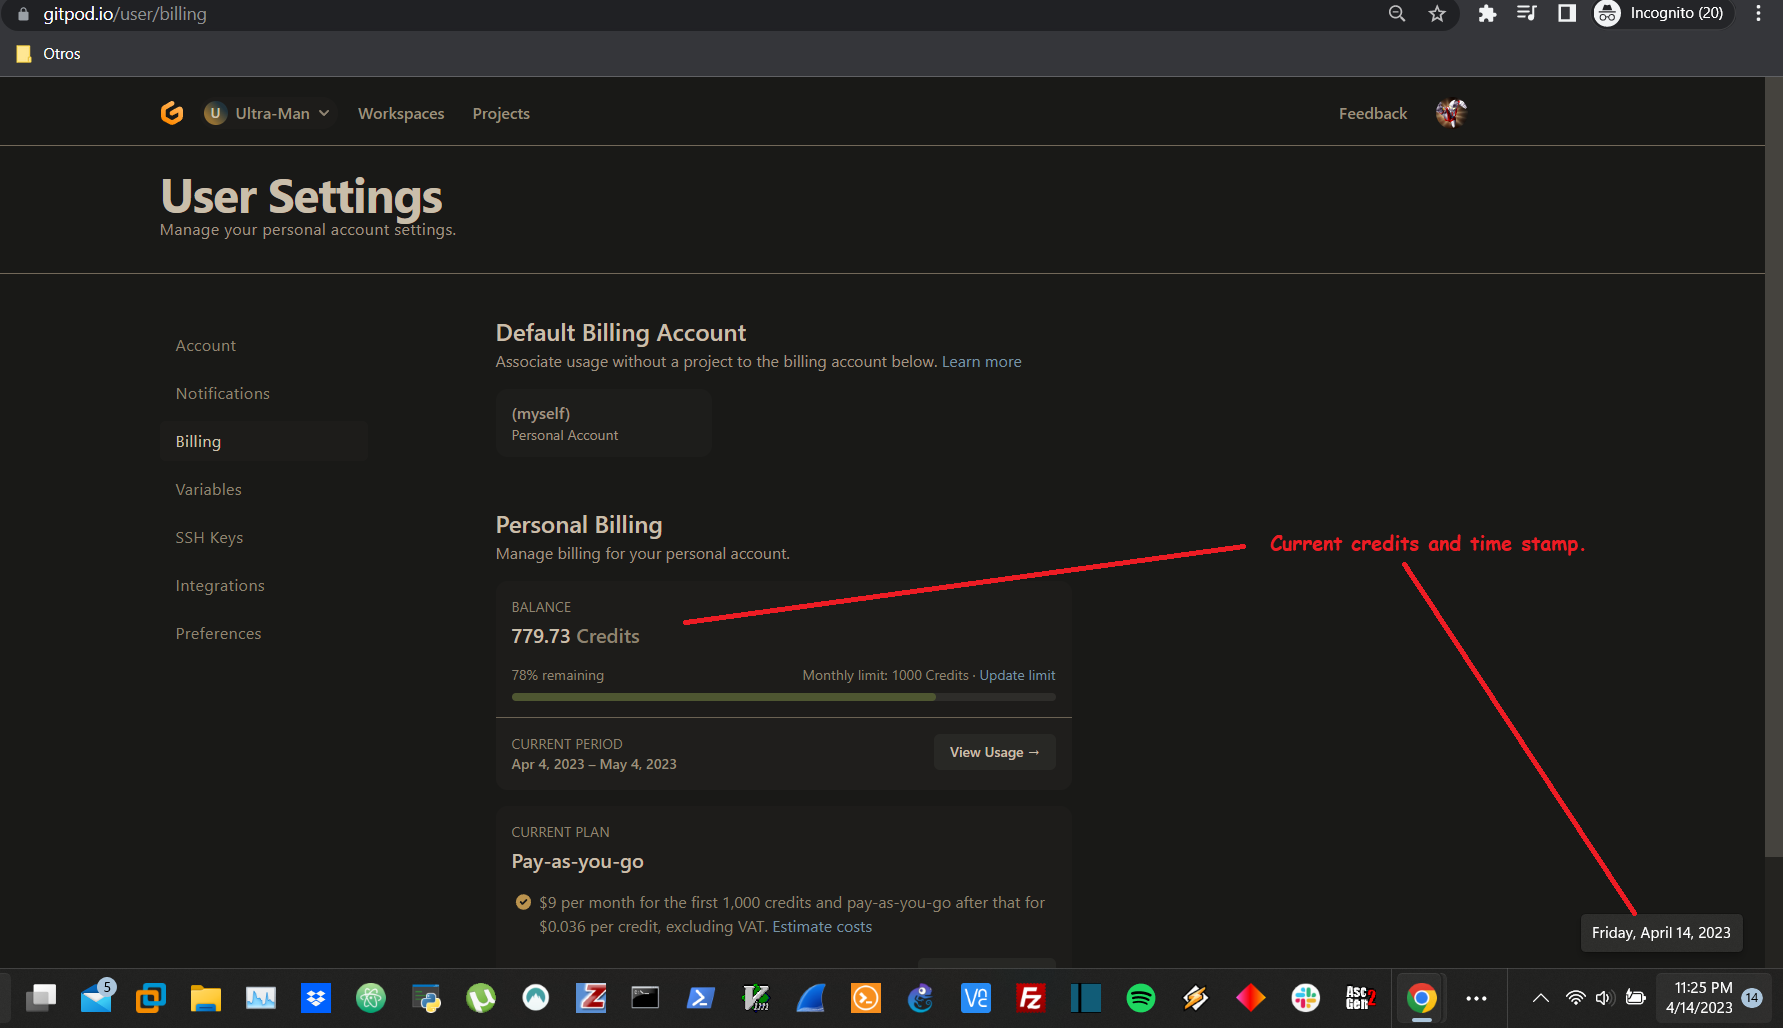 gitpod.io/user/billing
Incognito (20)
Otros
U Ultra-Man
Workspaces
Projects
Feedback
User Settings
Manage your personal account settings.
Account
Notifications
Billing
Variables
SSH Keys
Integrations
Preferences
Default Billing Account
Associate usage without a project to the billing account below. Learn more
(myself)
Personal Account
Personal Billing
Manage billing for your personal account.
Current credits and time stamp.
BALANCE
779.73 Credits
78% remaining
Monthly limit: 1000 Credits · Update limit
CURRENT PERIOD
Apr 4, 2023 – May 4, 2023
View Usage →
CURRENT PLAN
Pay-as-you-go
$9 per month for the first 1,000 credits and pay-as-you-go after that for
$0.036 per credit, excluding VAT. Estimate costs
Friday, April 14, 2023
5
Vim
Asc
Gen2
11:25 PM
4/14/2023
14